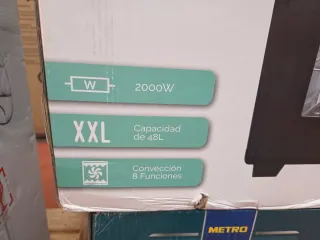 W
2000W
XXL
Capacidad
de 48L
Convección
8 Funciones
METRO